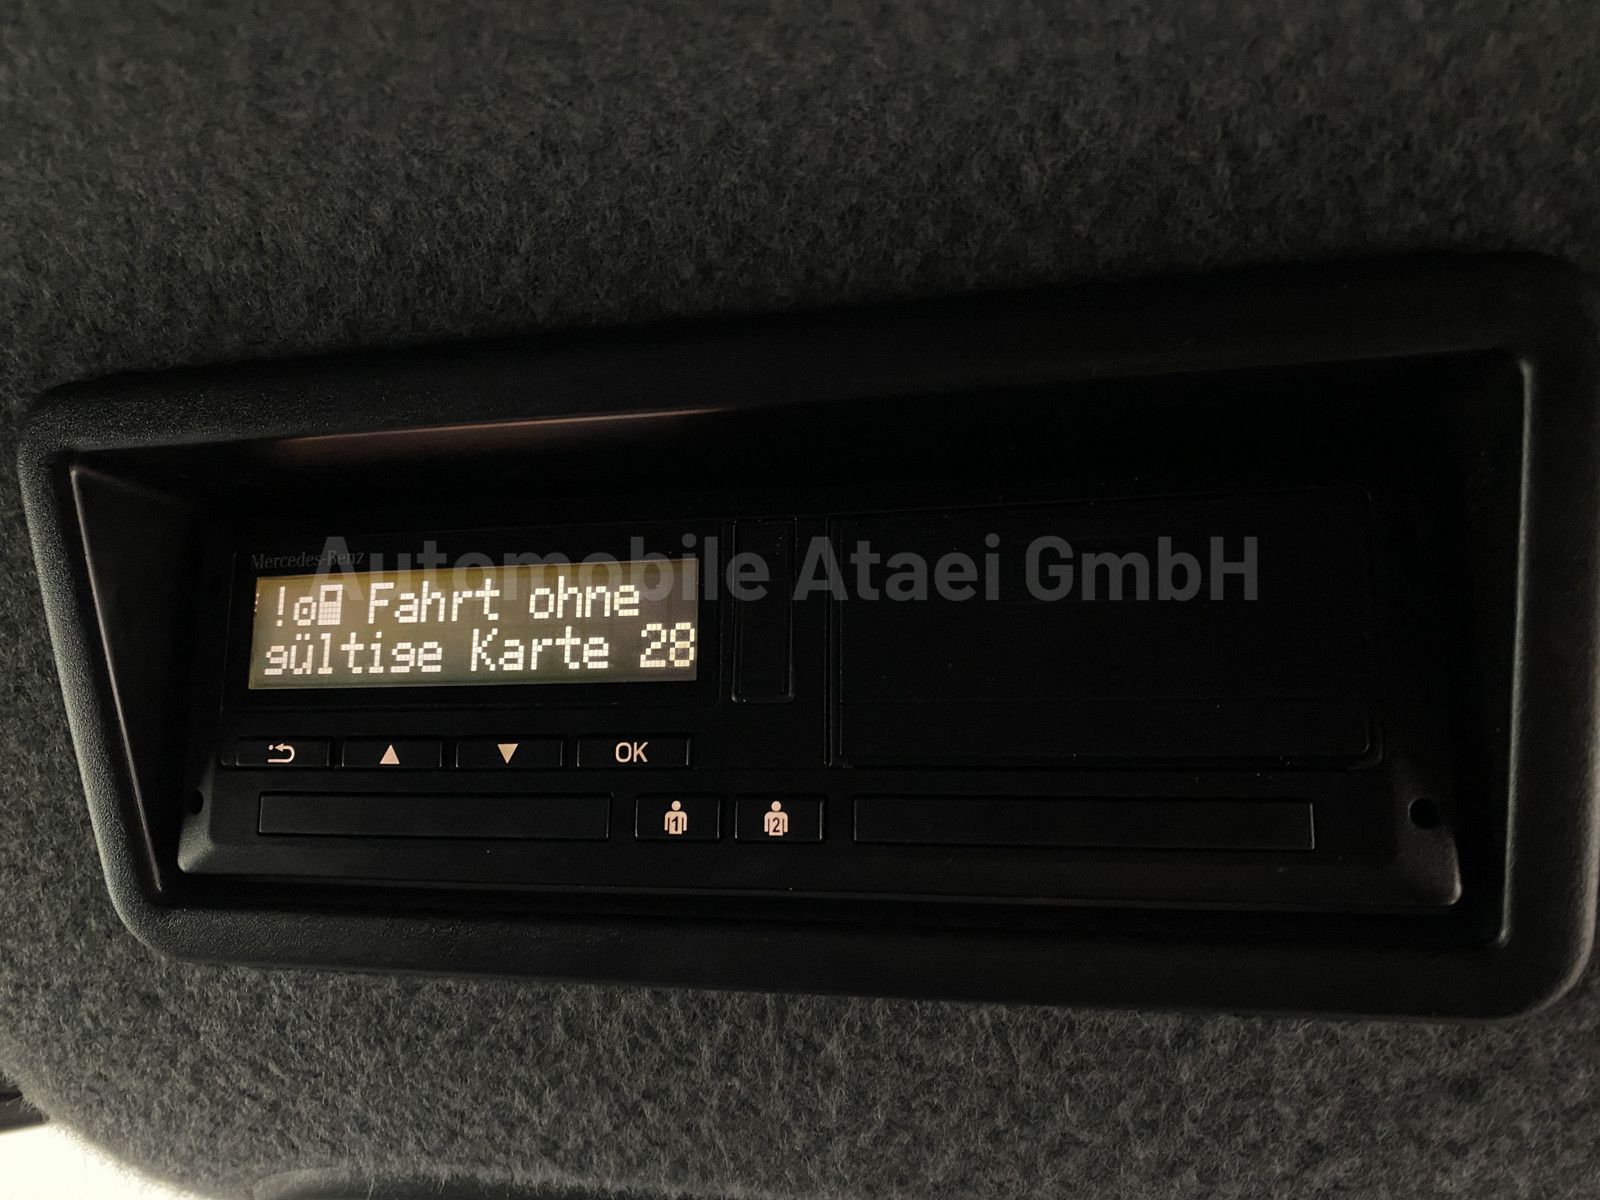 Automobile Ataei GmbH
Mercedes-Benz
! Fahrt ohne
gültige Karte 28
OK
1 2